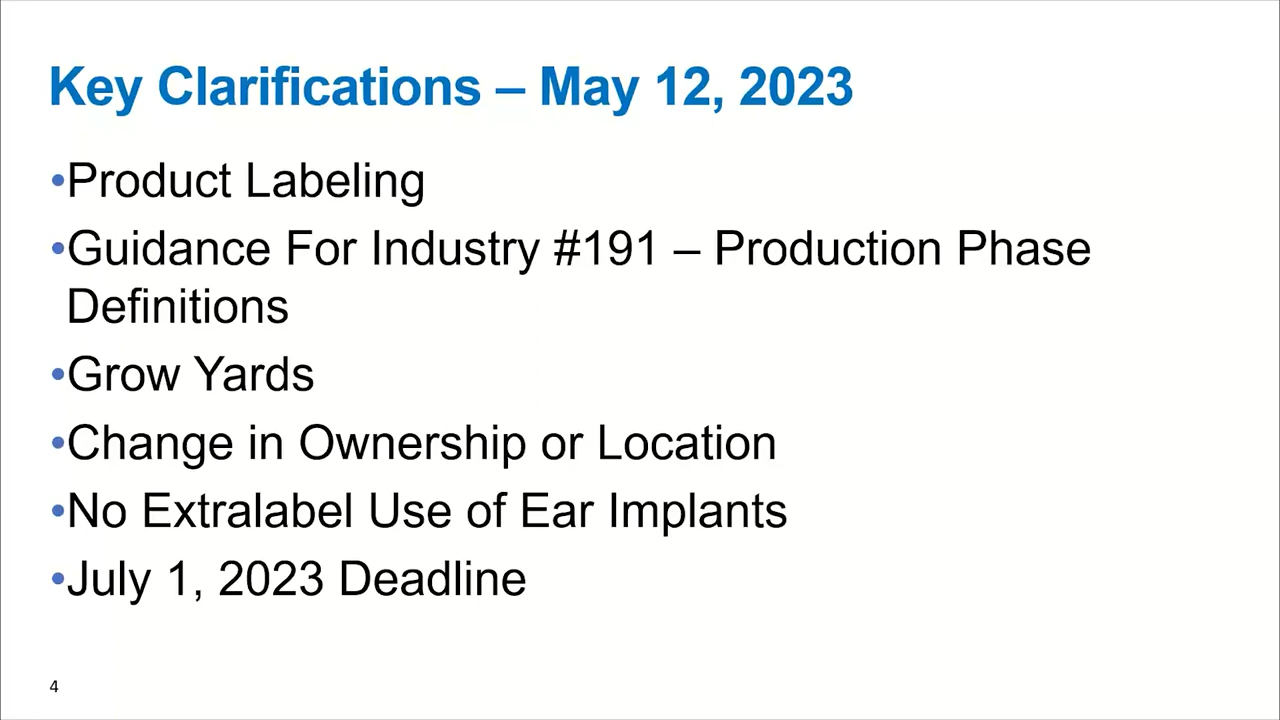 Key Clarifications – May 12, 2023
•Product Labeling
•Guidance For Industry #191 – Production Phase
Definitions
•Grow Yards
•Change in Ownership or Location
•No Extralabel Use of Ear Implants
•July 1, 2023 Deadline
4